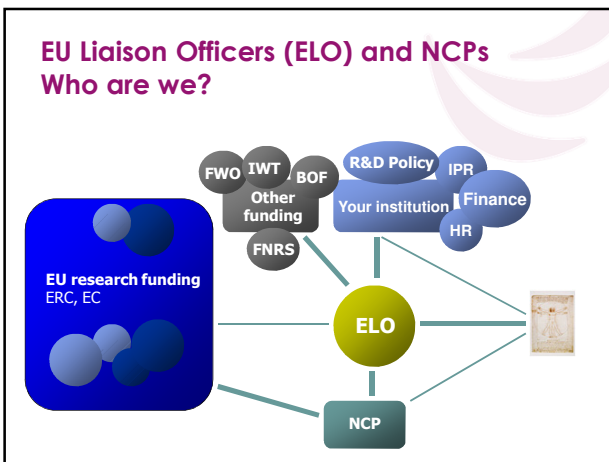 EU Liaison Officers (ELO) and NCPs
Who are we?
FWO
IWT
BOF
Other
funding
FNRS
R&D Policy
IPR
Your institution
Finance
HR
EU research funding
ERC, EC
ELO
NCP